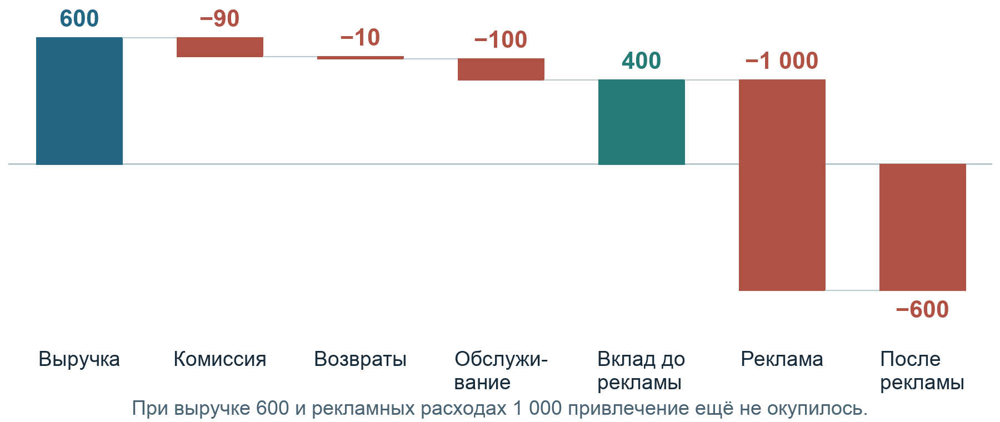 600
−90
−10
−100
400
−1 000
−600
Выручка
Комиссия
Возвраты
Обслужи-
вание
Вклад до
рекламы
Реклама
После
рекламы
При выручке 600 и рекламных расходах 1 000 привлечение ещё не окупилось.